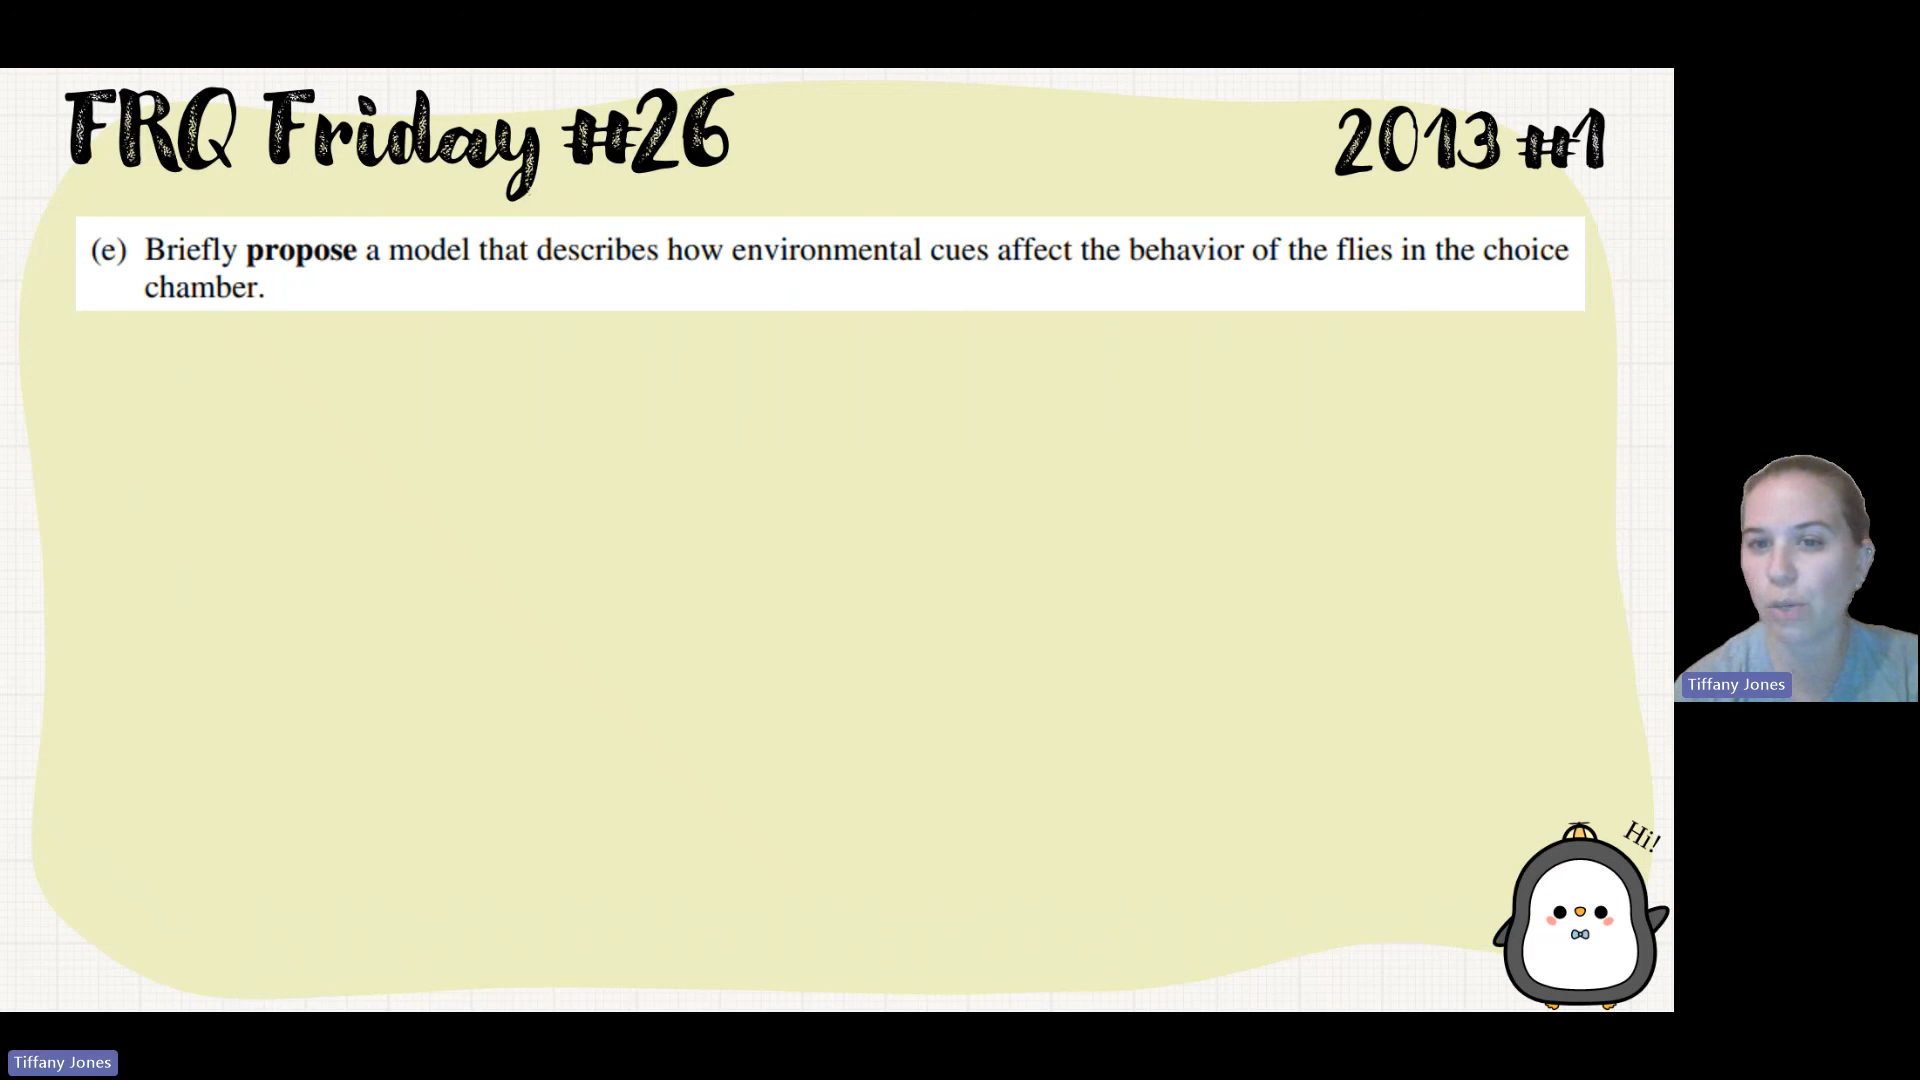 FRQ Friday #26
2013 #1
(e) Briefly propose a model that describes how environmental cues affect the behavior of the flies in the choice
chamber.
Hi!
Tiffany Jones
Tiffany Jones